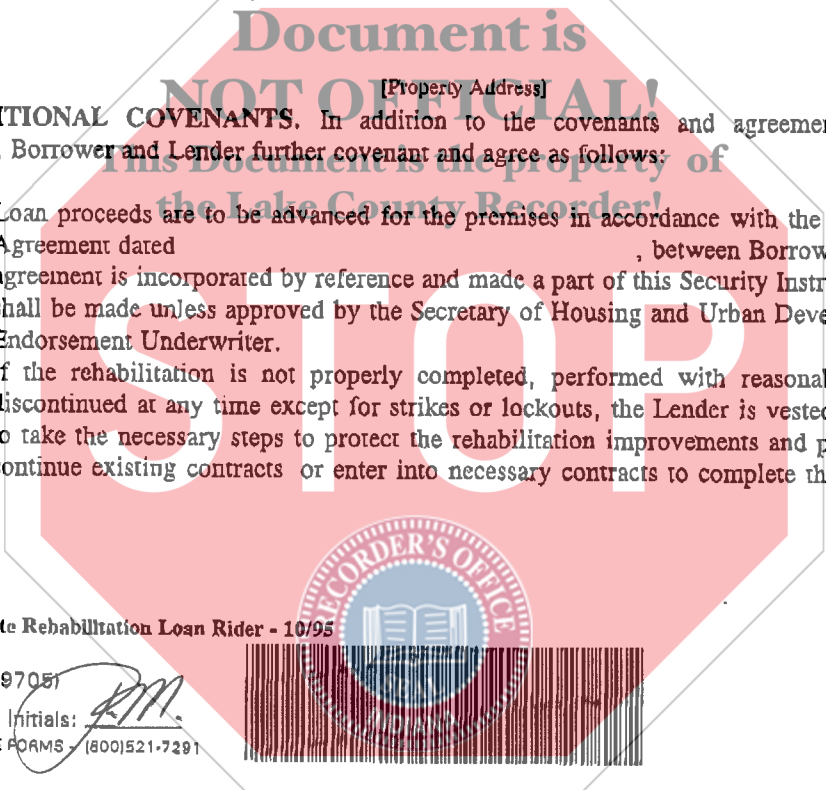 Document is
NOT OFFICIAL!
[Property Address]
ITIONAL COVENANTS. In addition to the covenants and agreemen
Borrower and Lender further covenant and agree as follows:
This Document is the property of
the Lake County Recorder!
Loan proceeds are to be advanced for the premises in accordance with the
Agreement dated , between Borrow
agreement is incorporated by reference and made a part of this Security Instr
hall be made unless approved by the Secretary of Housing and Urban Deve
Endorsement Underwriter.
f the rehabilitation is not properly completed, performed with reasonal
discontinued at any time except for strikes or lockouts, the Lender is vested
o take the necessary steps to protect the rehabilitation improvements and p
ontinue existing contracts or enter into necessary contracts to complete th
STOP
RECORDER'S OFFICE
SEAL
INDIANA
te Rehabilitation Loan Rider - 10/95
9705)
Initials: 
FORMS - (800)521-7291